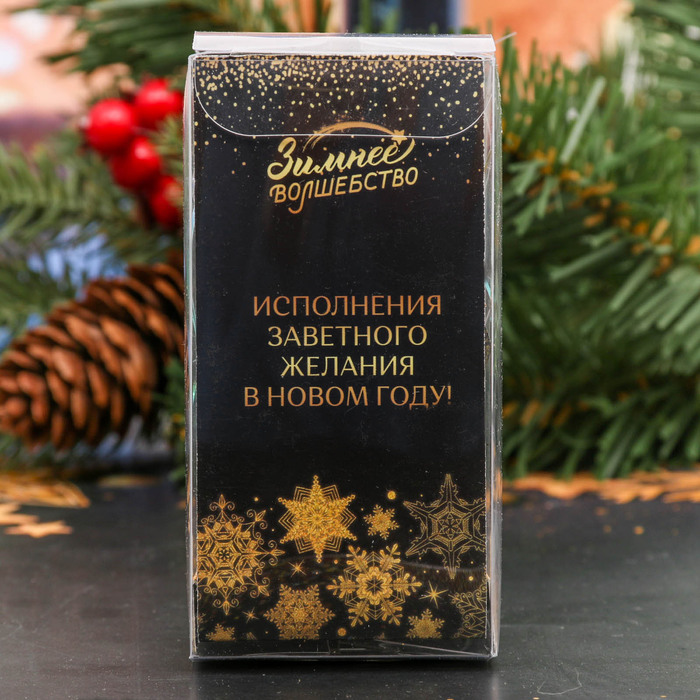 Зимнее
ВОЛШЕБСТВО
ИСПОЛНЕНИЯ
ЗАВЕТНОГО
ЖЕЛАНИЯ
В НОВОМ ГОДУ!